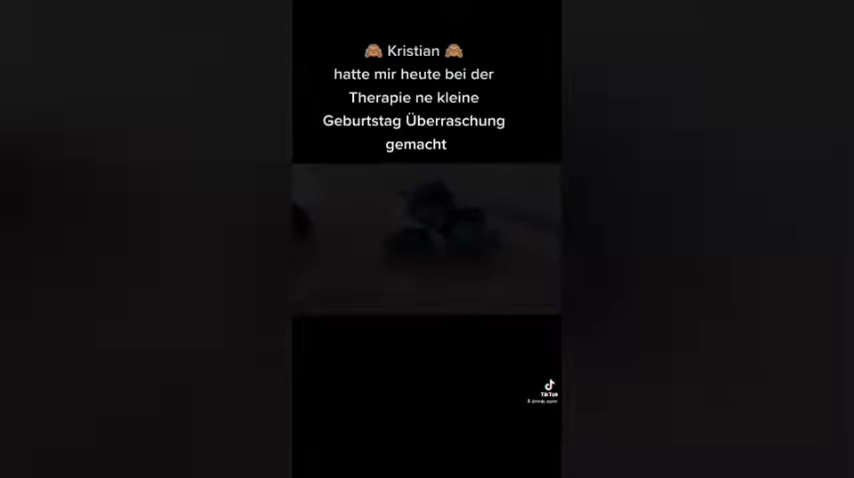 🙈 Kristian 🙈
hatte mir heute bei der
Therapie ne kleine
Geburtstag Überraschung
gemacht
TikTok